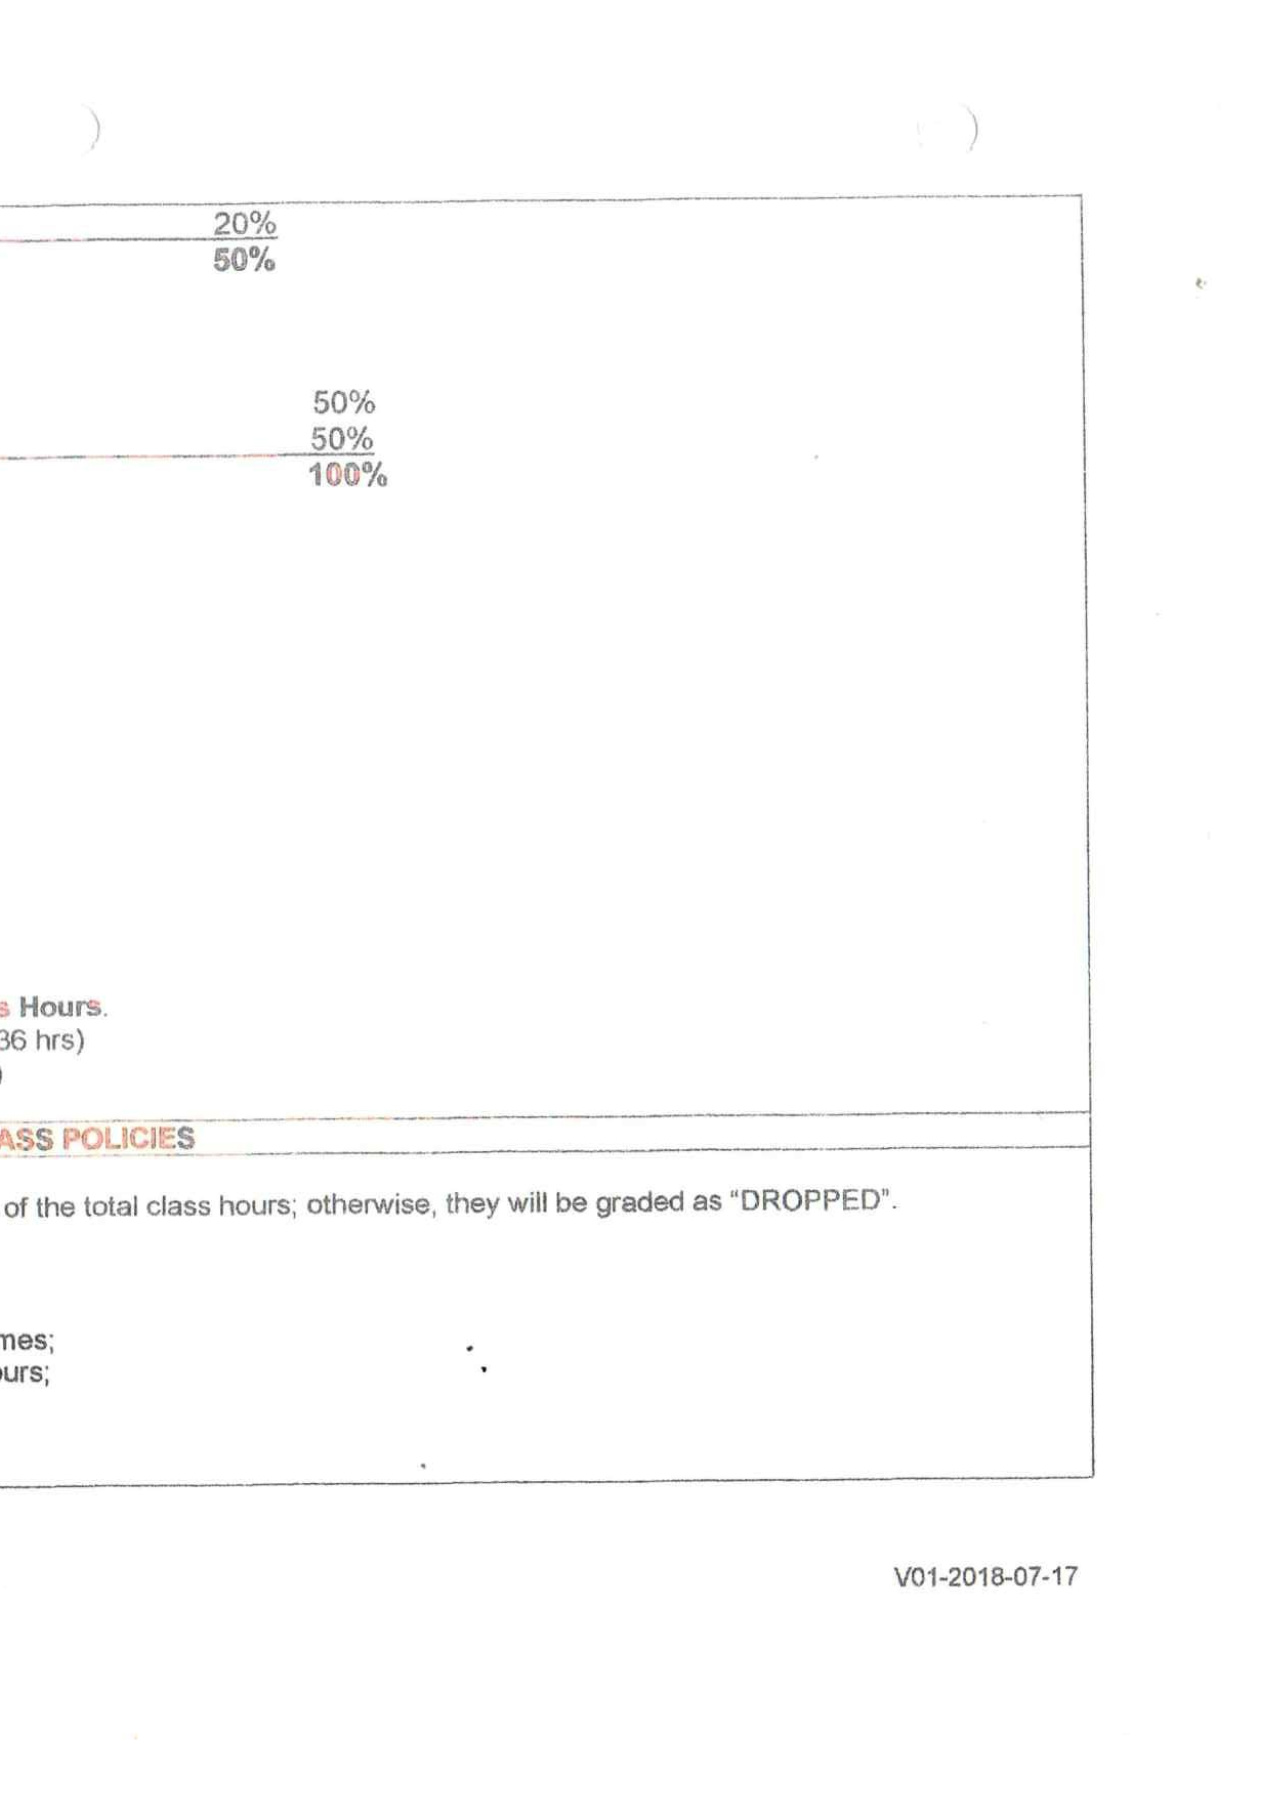 20%
50%
50%
50%
100%
s Hours.
36 hrs)
)
ASS POLICIES
of the total class hours; otherwise, they will be graded as “DROPPED”.
mes;
ours;
V01-2018-07-17